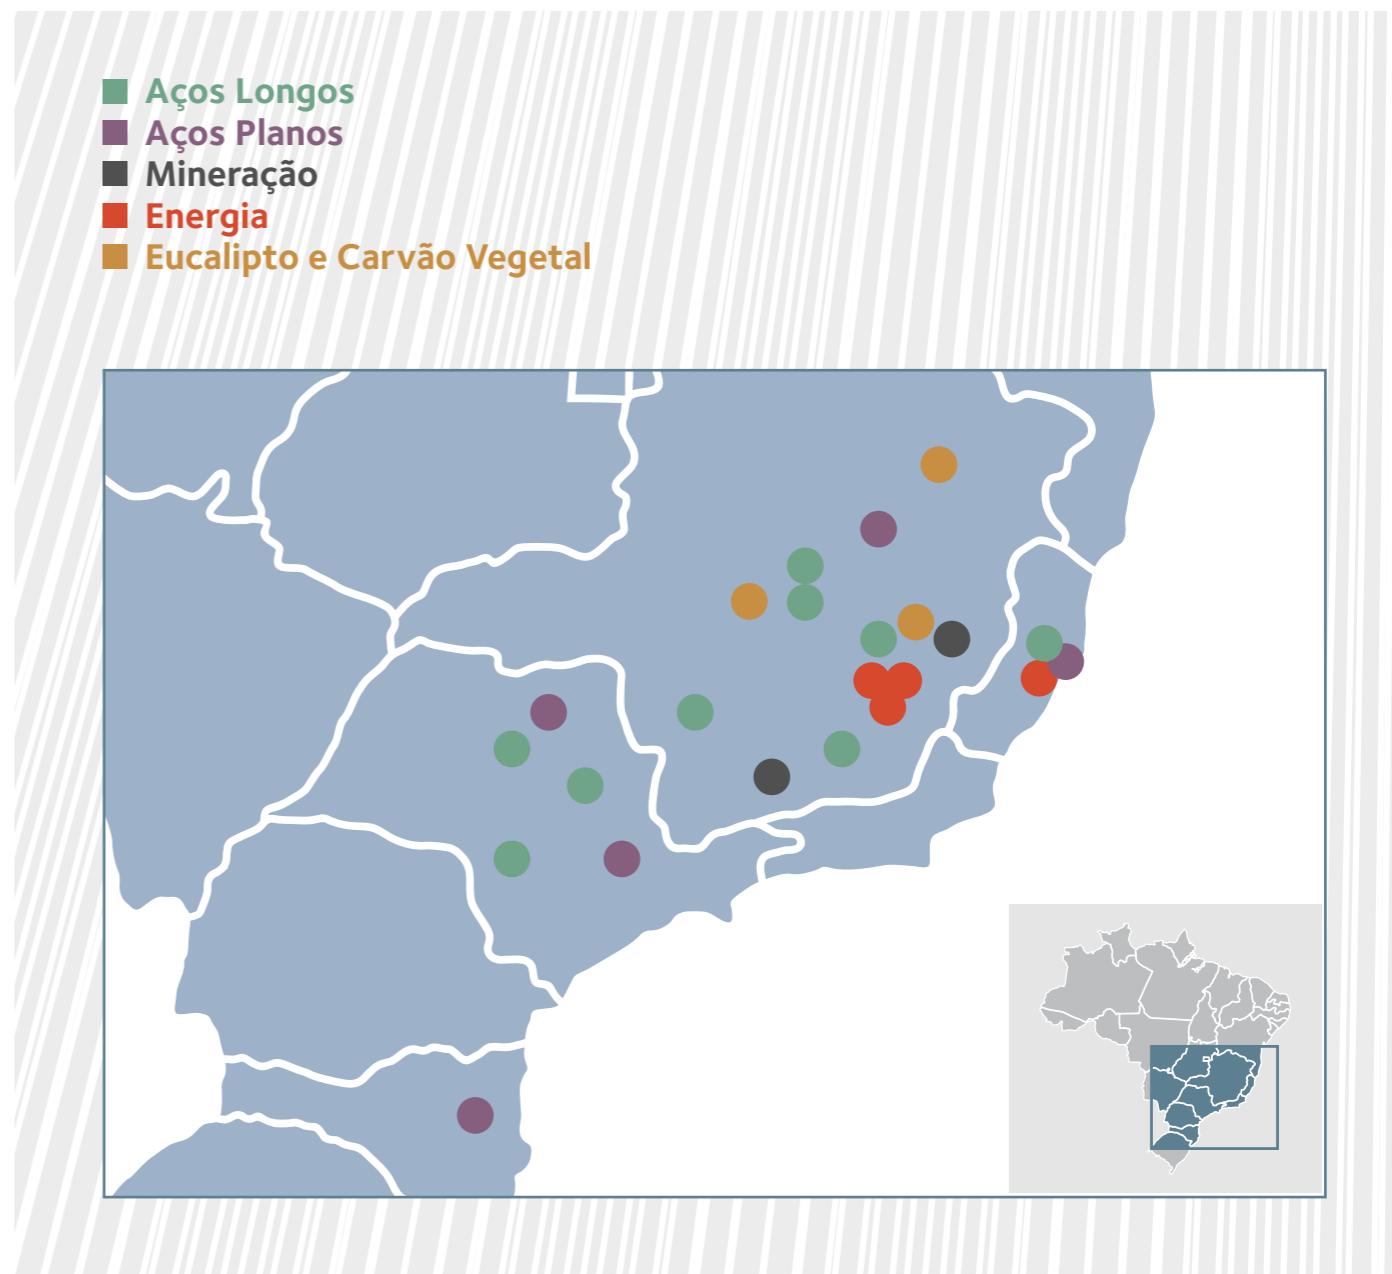 Aços Longos
Aços Planos
Mineração
Energia
Eucalipto e Carvão Vegetal